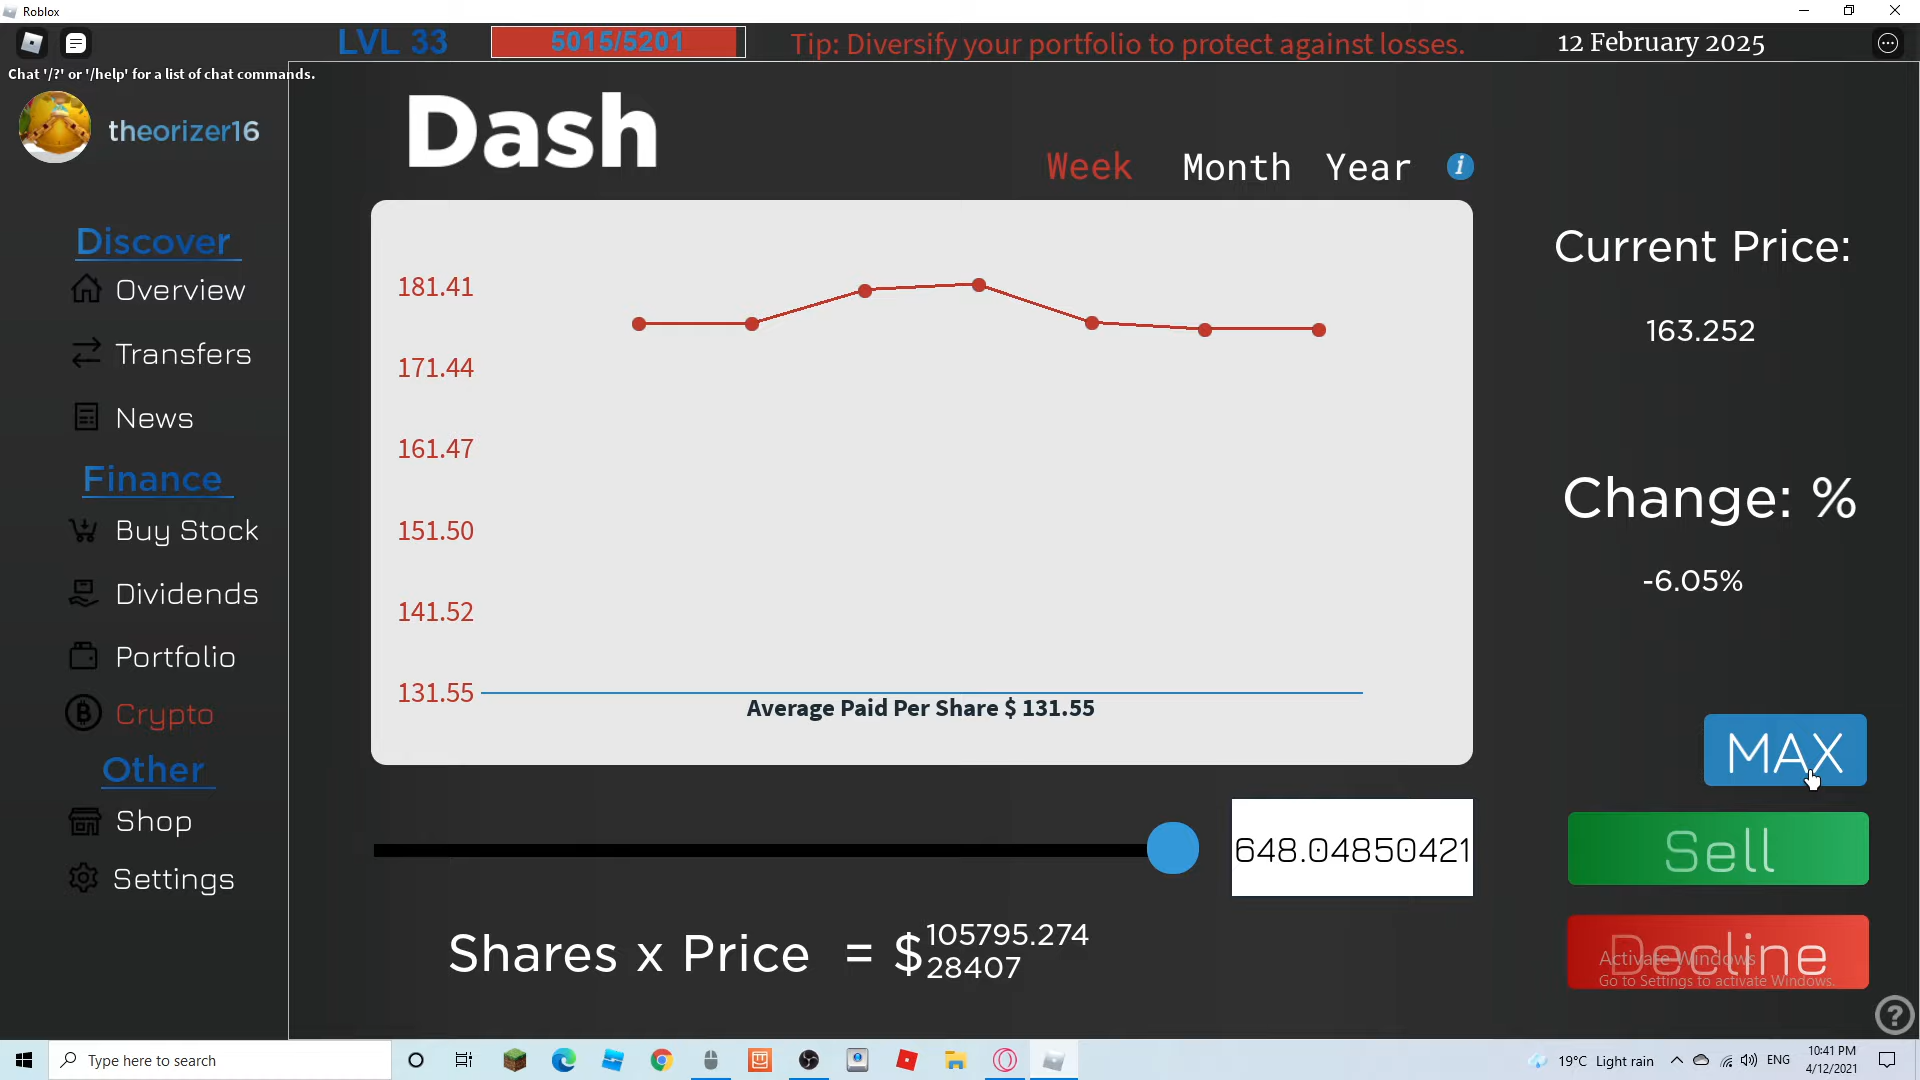 Roblox
LVL 33
5015/5201
Tip: Diversify your portfolio to protect against losses.
12 February 2025
Chat '/?' or '/help' for a list of chat commands.
theorizer16
Dash
Week
Month
Year
i
Discover
Overview
Transfers
News
Finance
Buy Stock
Dividends
Portfolio
Crypto
Other
Shop
Settings
181.41
171.44
161.47
151.50
141.52
131.55
Average Paid Per Share $ 131.55
Current Price:
163.252
Change: %
-6.05%
MAX
648.04850421
Sell
Shares x Price = $105795.274
28407
Decline
Activate Windows
Go to Settings to activate Windows.
?
Type here to search
19°C Light rain
ENG
10:41 PM
4/12/2021